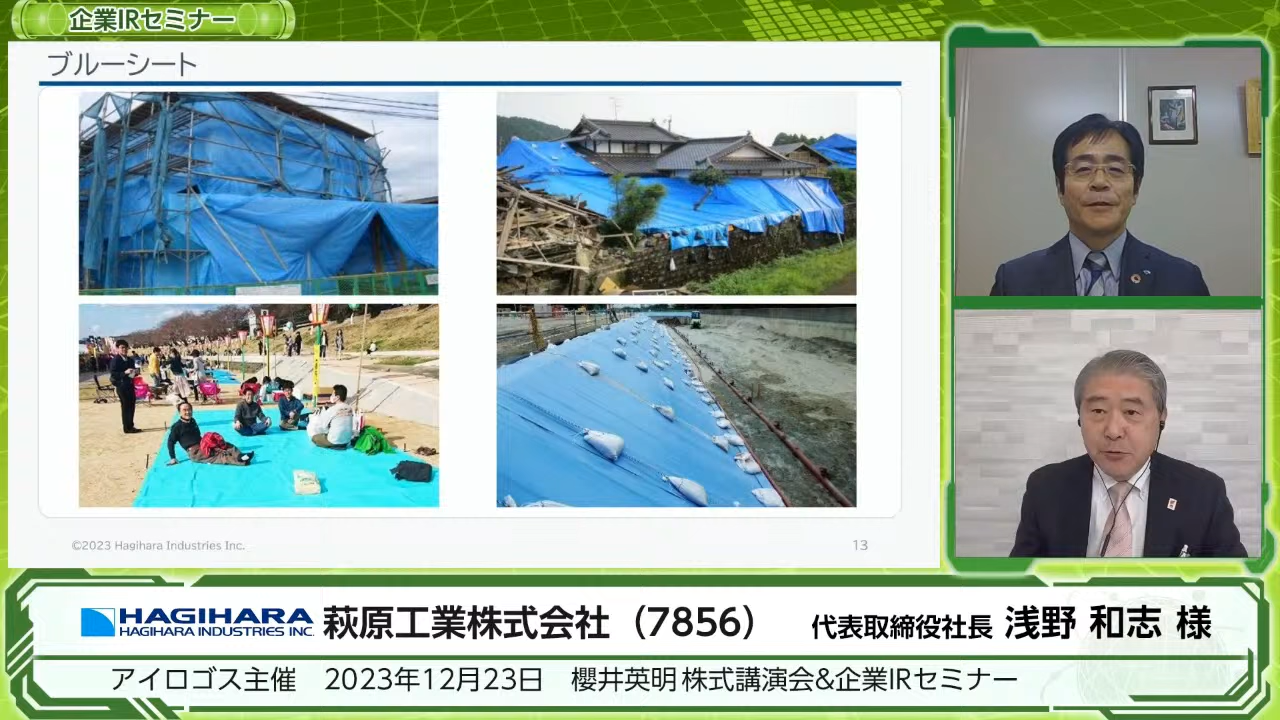 企業IRセミナー
ブルーシート
©2023 Hagihara Industries Inc.
13
HAGIHARA
HAGIHARA INDUSTRIES INC.
萩原工業株式会社（7856）
代表取締役社長 浅野 和志 様
アイロゴス主催　2023年12月23日　櫻井英明 株式講演会&企業IRセミナー